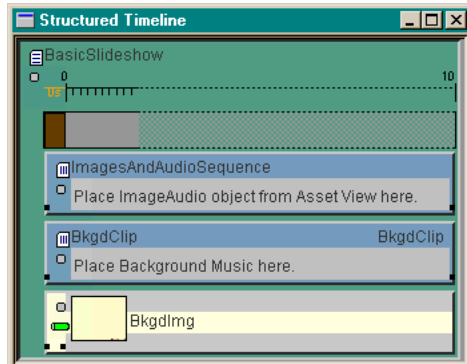 Structured Timeline
BasicSlideshow
0 10
Us
ImagesAndAudioSequence
Place ImageAudio object from Asset View here.
BkgdClip BkgdClip
Place Background Music here.
BkgdImg